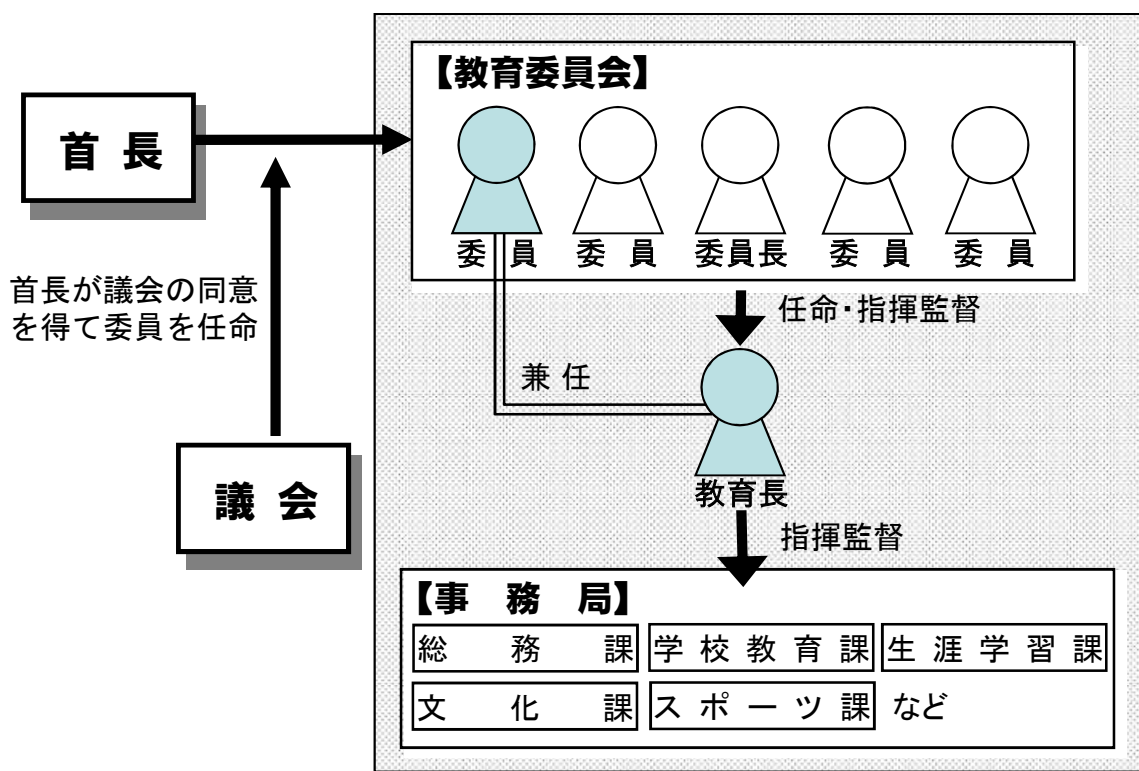 【教育委員会】
首長
委員
委員
委員長
委員
委員
首長が議会の同意
を得て委員を任命
任命・指揮監督
兼任
議会
教育長
指揮監督
【事務局】
総務課
学校教育課
生涯学習課
文化課
スポーツ課
など